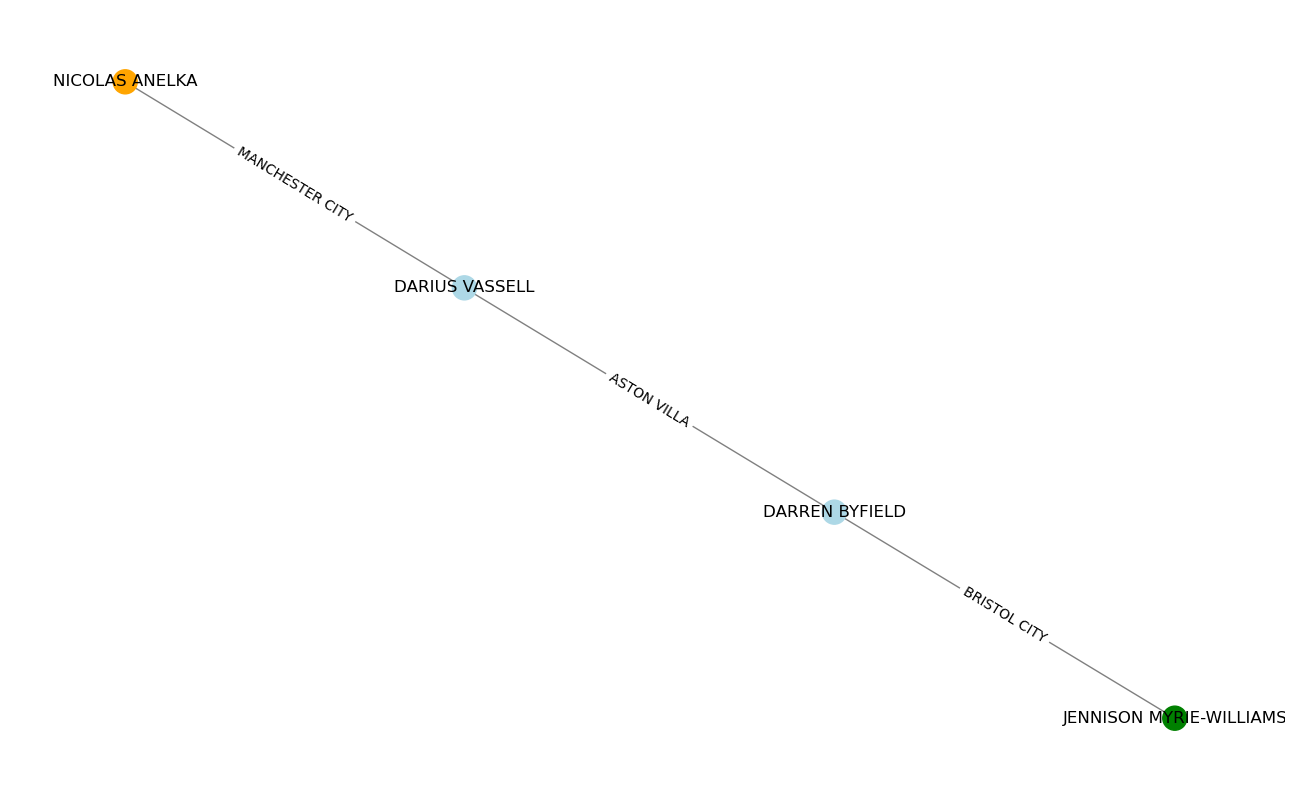 NICOLAS ANELKA
MANCHESTER CITY
DARIUS VASSELL
ASTON VILLA
DARREN BYFIELD
BRISTOL CITY
JENNISON MYRIE-WILLIAMS